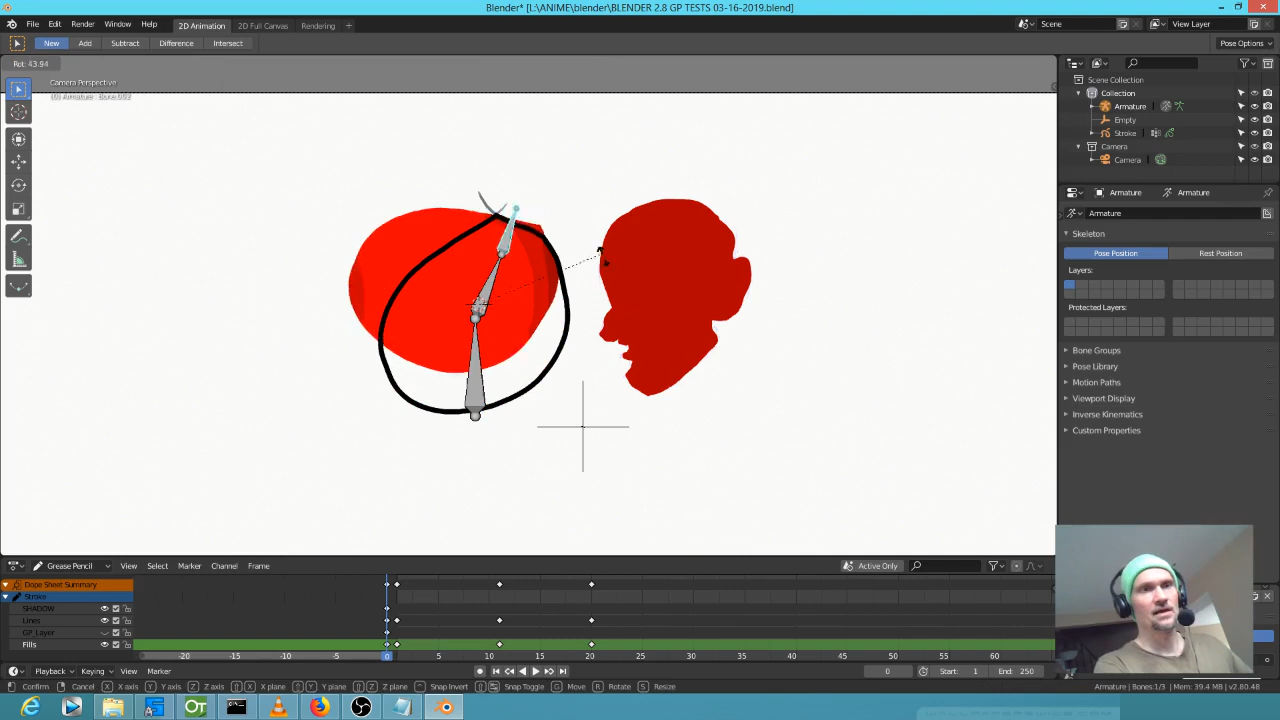 Blender* [L:\ANIME\blender\BLENDER 2.8 GP TESTS 03-16-2019.blend]
File Edit Render Window Help 2D Animation 2D Full Canvas Rendering + Scene View Layer
New Add Subtract Difference Intersect Pose Options
Rot: 43.94
Camera Perspective
(0) Armature : Bone.002
Scene Collection
Collection
Armature
Empty
Stroke
Camera
Camera
Armature Armature
Armature
Skeleton
Pose Position Rest Position
Layers:
Protected Layers:
Bone Groups
Pose Library
Motion Paths
Viewport Display
Inverse Kinematics
Custom Properties
Grease Pencil View Select Marker Channel Frame Active Only
Dope Sheet Summary
Stroke
SHADOW
Lines
GP_Layer
Fills
-20 -15 -10 -5 0 5 10 15 20 25 30 35 40 45 50 55 60
Playback Keying View Marker 0 Start: 1 End: 250
Confirm Cancel X X axis Y Y axis Z Z axis X X plane Y Y plane Z Z plane Snap Invert Snap Toggle G Move R Rotate S Resize Armature | Bones:1/3 | Mem: 39.4 MB | v2.80.48